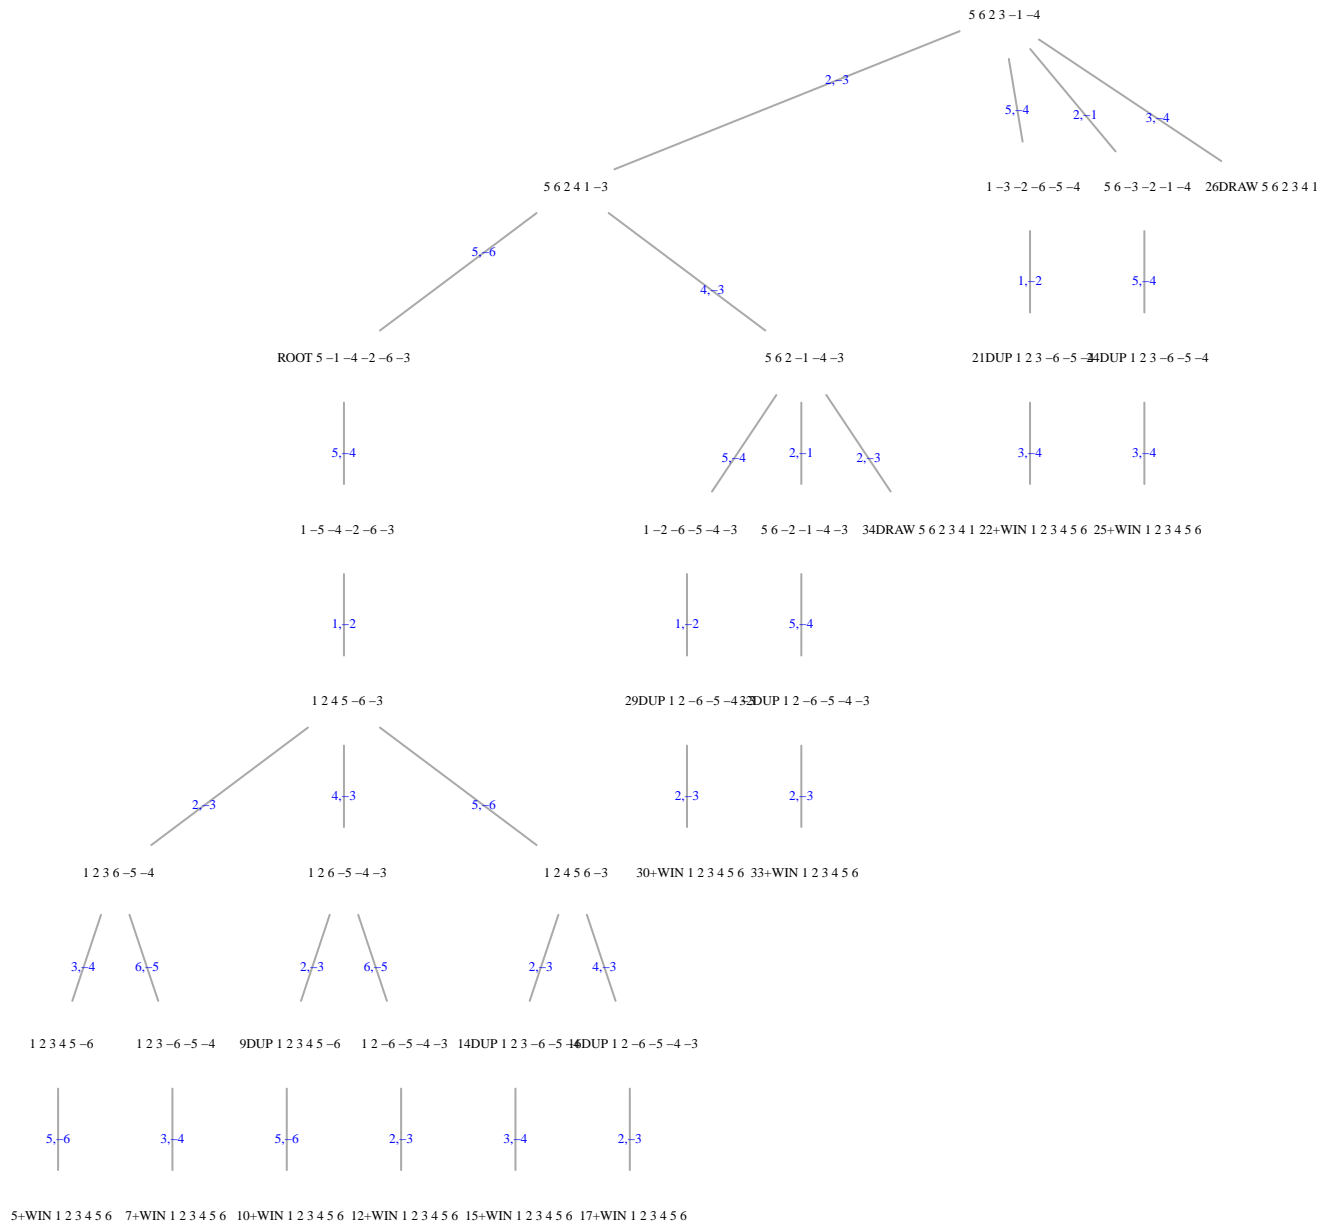 5 6 2 3 −1 −4
2,−3
5,−4
2,−1
3,−4
5 6 2 4 1 −3
1 −3 −2 −6 −5 −4
5 6 −3 −2 −1 −4
26DRAW 5 6 2 3 4 1
5,−6
4,−3
1,−2
5,−4
ROOT 5 −1 −4 −2 −6 −3
5 6 2 −1 −4 −3
21DUP 1 2 3 −6 −5 −4
24DUP 1 2 3 −6 −5 −4
5,−4
5,−4
2,−1
2,−3
3,−4
3,−4
1 −5 −4 −2 −6 −3
1 −2 −6 −5 −4 −3
5 6 −2 −1 −4 −3
34DRAW 5 6 2 3 4 1
22+WIN 1 2 3 4 5 6
25+WIN 1 2 3 4 5 6
1,−2
1,−2
5,−4
1 2 4 5 −6 −3
29DUP 1 2 −6 −5 −4 −3
32DUP 1 2 −6 −5 −4 −3
2,−3
4,−3
5,−6
2,−3
2,−3
1 2 3 6 −5 −4
1 2 6 −5 −4 −3
1 2 4 5 6 −3
30+WIN 1 2 3 4 5 6
33+WIN 1 2 3 4 5 6
3,−4
6,−5
2,−3
6,−5
2,−3
4,−3
1 2 3 4 5 −6
1 2 3 −6 −5 −4
9DUP 1 2 3 4 5 −6
1 2 −6 −5 −4 −3
14DUP 1 2 3 −6 −5 −4
16DUP 1 2 −6 −5 −4 −3
5,−6
3,−4
5,−6
2,−3
3,−4
2,−3
5+WIN 1 2 3 4 5 6
7+WIN 1 2 3 4 5 6
10+WIN 1 2 3 4 5 6
12+WIN 1 2 3 4 5 6
15+WIN 1 2 3 4 5 6
17+WIN 1 2 3 4 5 6